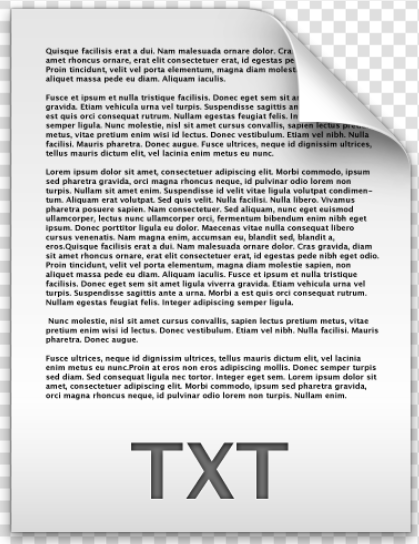 Quisque facilisis erat a dui. Nam malesuada ornare dolor. Cra
amet rhoncus ornare, erat elit consectetuer erat, id egestas pe
Proin tincidunt, velit vel porta elementum, magna diam molest
aliquet massa pede eu diam. Aliquam iaculis.
Fusce et ipsum et nulla tristique facilisis. Donec eget sem sit a
gravida. Etiam vehicula urna vel turpis. Suspendisse sagittis an
est quis orci consequat rutrum. Nullam egestas feugiat felis. In
semper ligula. Nunc molestie, nisl sit amet cursus convallis, sapien lectus
metus, vitae pretium enim wisi id lectus. Donec vestibulum. Etiam vel nibh. Nulla
facilisi. Mauris pharetra. Donec augue. Fusce ultrices, neque id dignissim ultrices,
tellus mauris dictum elit, vel lacinia enim metus eu nunc.
Lorem ipsum dolor sit amet, consectetuer adipiscing elit. Morbi commodo, ipsum
sed pharetra gravida, orci magna rhoncus neque, id pulvinar odio lorem non
turpis. Nullam sit amet enim. Suspendisse id velit vitae ligula volutpat condimen-
tum. Aliquam erat volutpat. Sed quis velit. Nulla facilisi. Nulla libero. Vivamus
pharetra posuere sapien. Nam consectetuer. Sed aliquam, nunc eget euismod
ullamcorper, lectus nunc ullamcorper orci, fermentum bibendum enim nibh eget
ipsum. Donec porttitor ligula eu dolor. Maecenas vitae nulla consequat libero
cursus venenatis. Nam magna enim, accumsan eu, blandit sed, blandit a,
eros.Quisque facilisis erat a dui. Nam malesuada ornare dolor. Cras gravida, diam
sit amet rhoncus ornare, erat elit consectetuer erat, id egestas pede nibh eget odio.
Proin tincidunt, velit vel porta elementum, magna diam molestie sapien, non
aliquet massa pede eu diam. Aliquam iaculis. Fusce et ipsum et nulla tristique
facilisis. Donec eget sem sit amet ligula viverra gravida. Etiam vehicula urna vel
turpis. Suspendisse sagittis ante a urna. Morbi a est quis orci consequat rutrum.
Nullam egestas feugiat felis. Integer adipiscing semper ligula.
Nunc molestie, nisl sit amet cursus convallis, sapien lectus pretium metus, vitae
pretium enim wisi id lectus. Donec vestibulum. Etiam vel nibh. Nulla facilisi. Mauris
pharetra. Donec augue.
Fusce ultrices, neque id dignissim ultrices, tellus mauris dictum elit, vel lacinia
enim metus eu nunc.Proin at eros non eros adipiscing mollis. Donec semper turpis
sed diam. Sed consequat ligula nec tortor. Integer eget sem. Lorem ipsum dolor sit
amet, consectetuer adipiscing elit. Morbi commodo, ipsum sed pharetra gravida,
orci magna rhoncus neque, id pulvinar odio lorem non turpis. Nullam enim.
TXT